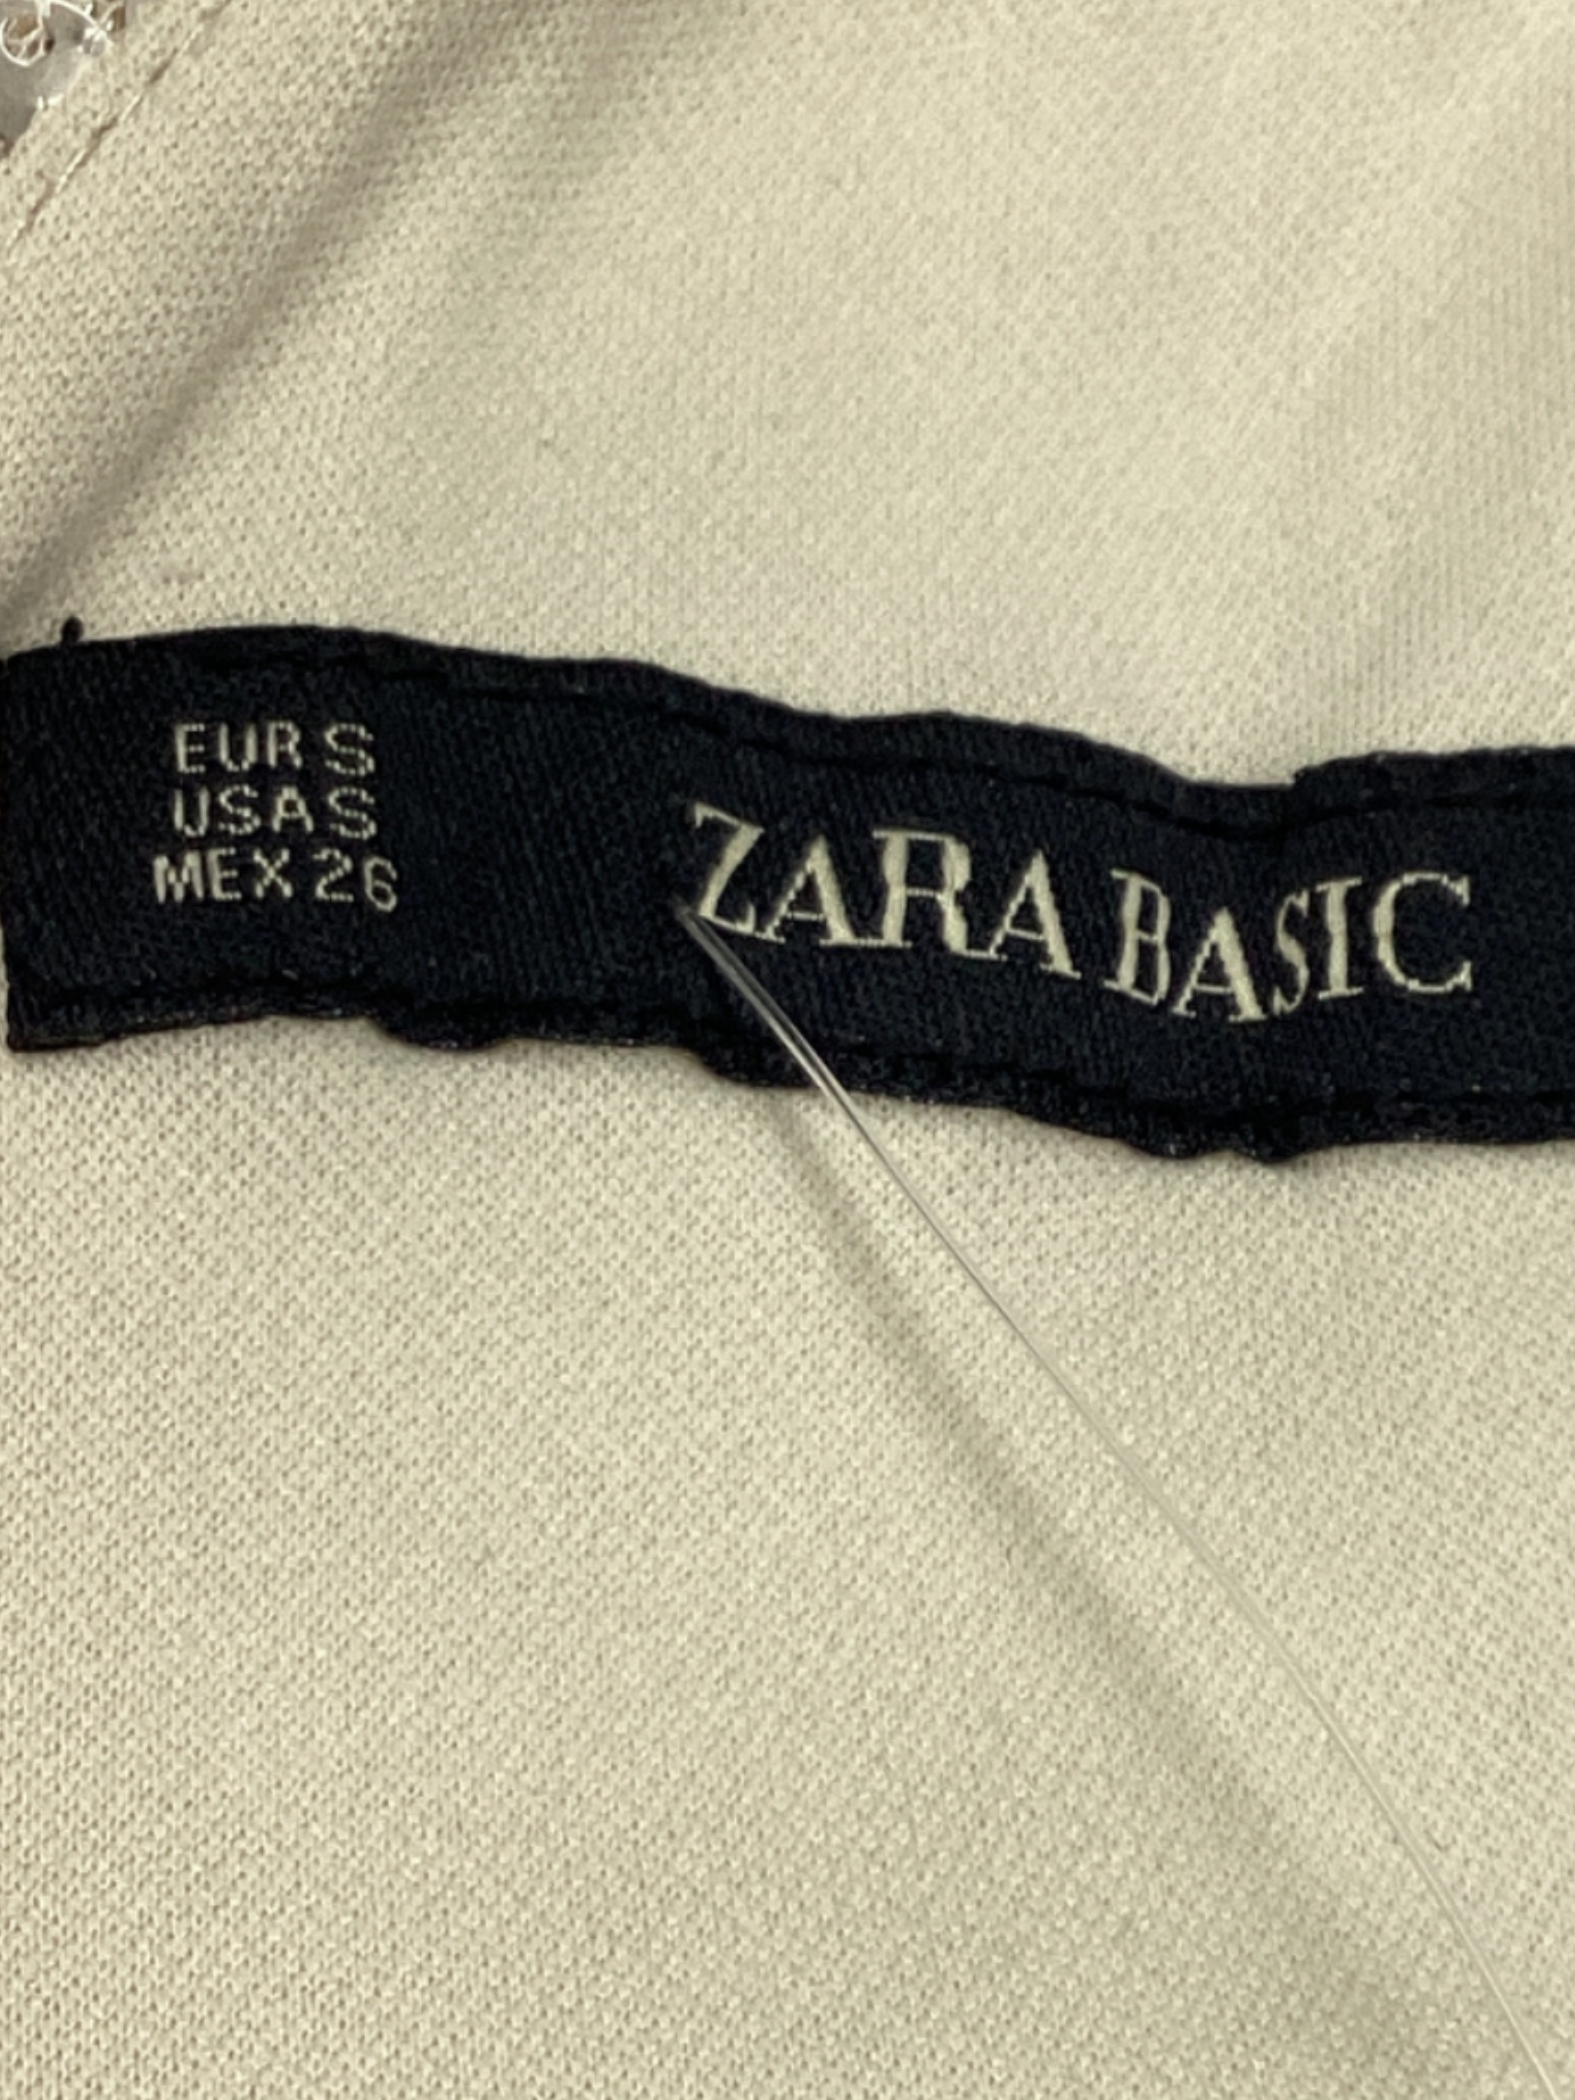 EUR S
USA S
MEX 26
ZARA BASIC